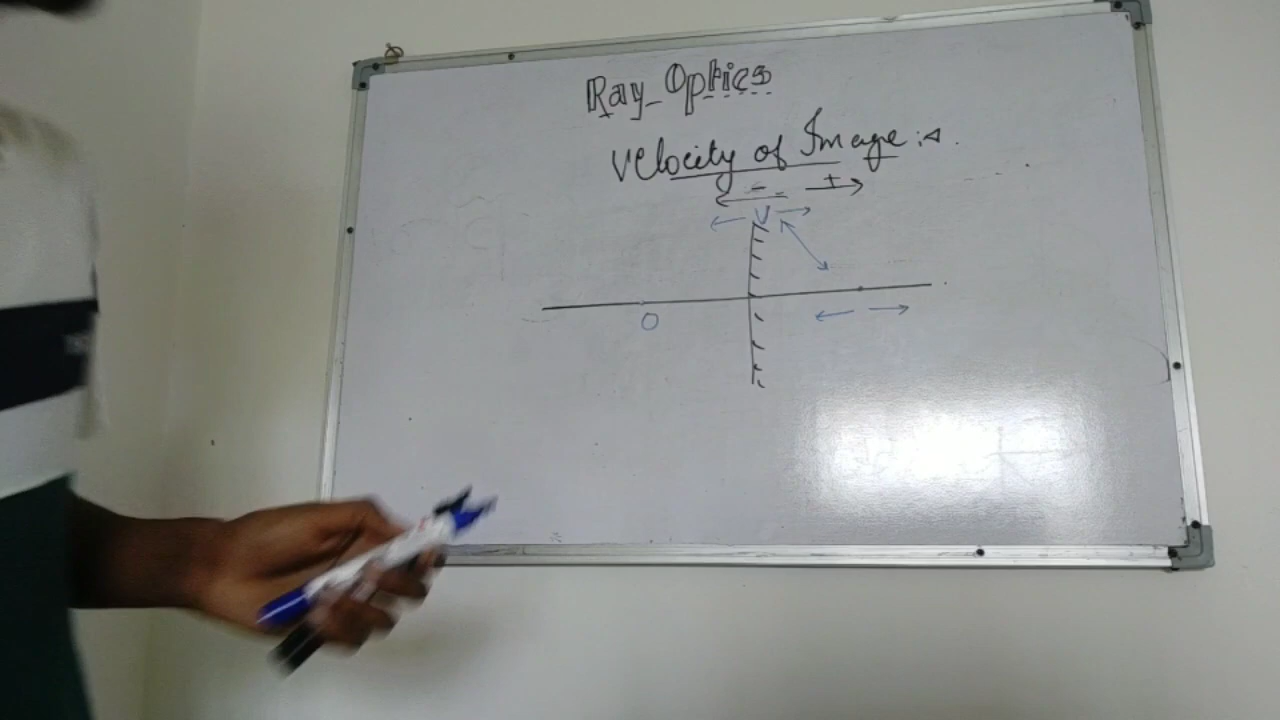 Ray Optics
Velocity of Image :-
- +
V
O